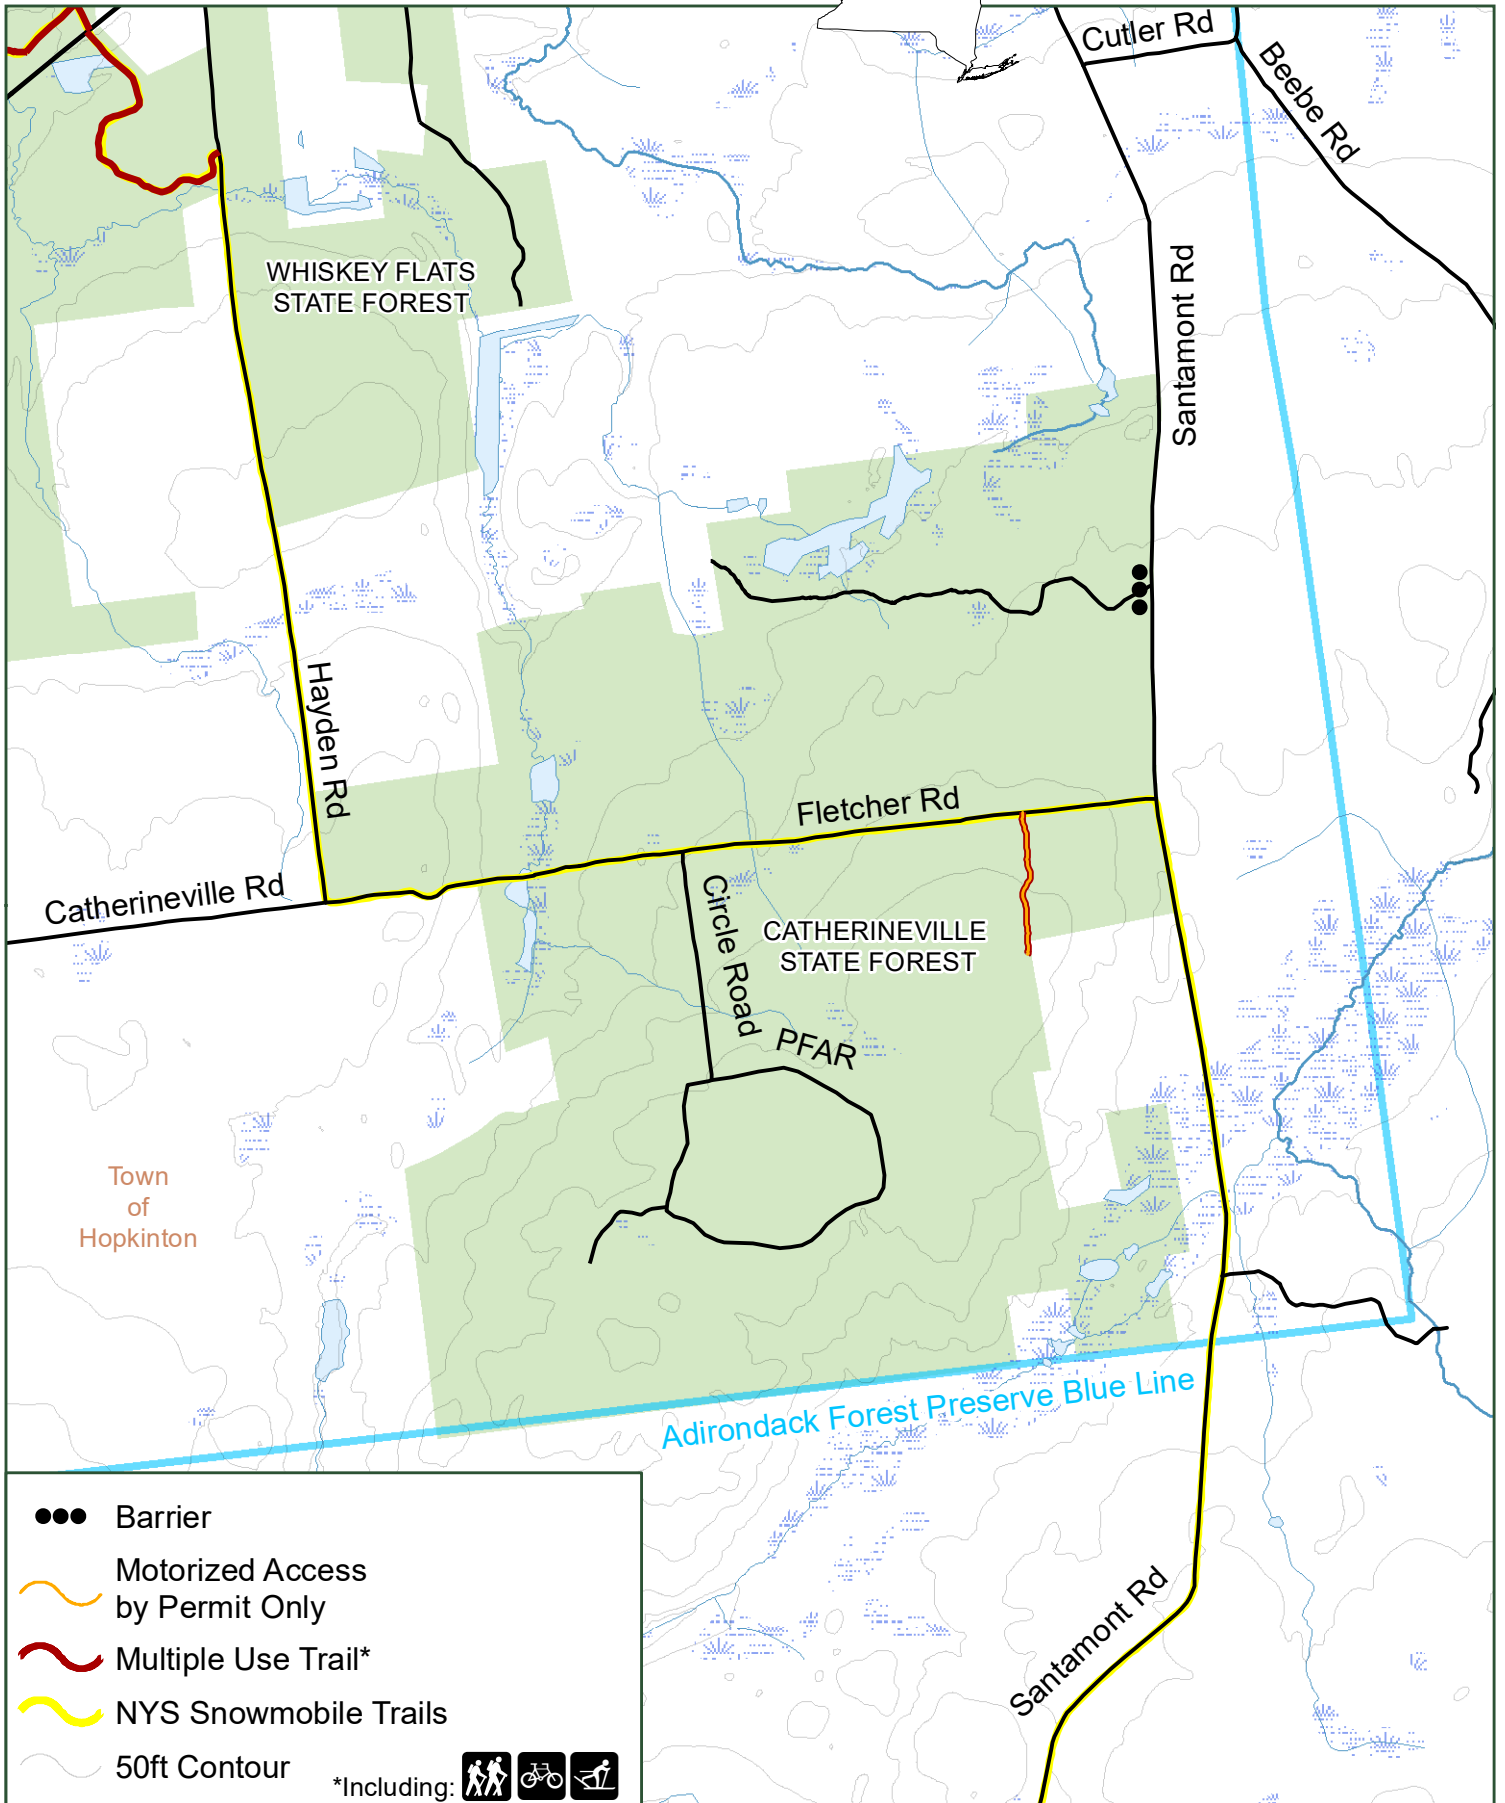 Cutler Rd
Beebe Rd
WHISKEY FLATS
STATE FOREST
Santamont Rd
Hayden Rd
Fletcher Rd
Catherineville Rd
Circle Road
CATHERINEVILLE
STATE FOREST
PFAR
Town
of
Hopkinton
Adirondack Forest Preserve Blue Line
Santamont Rd
Barrier
Motorized Access
by Permit Only
Multiple Use Trail*
NYS Snowmobile Trails
50ft Contour
*Including: